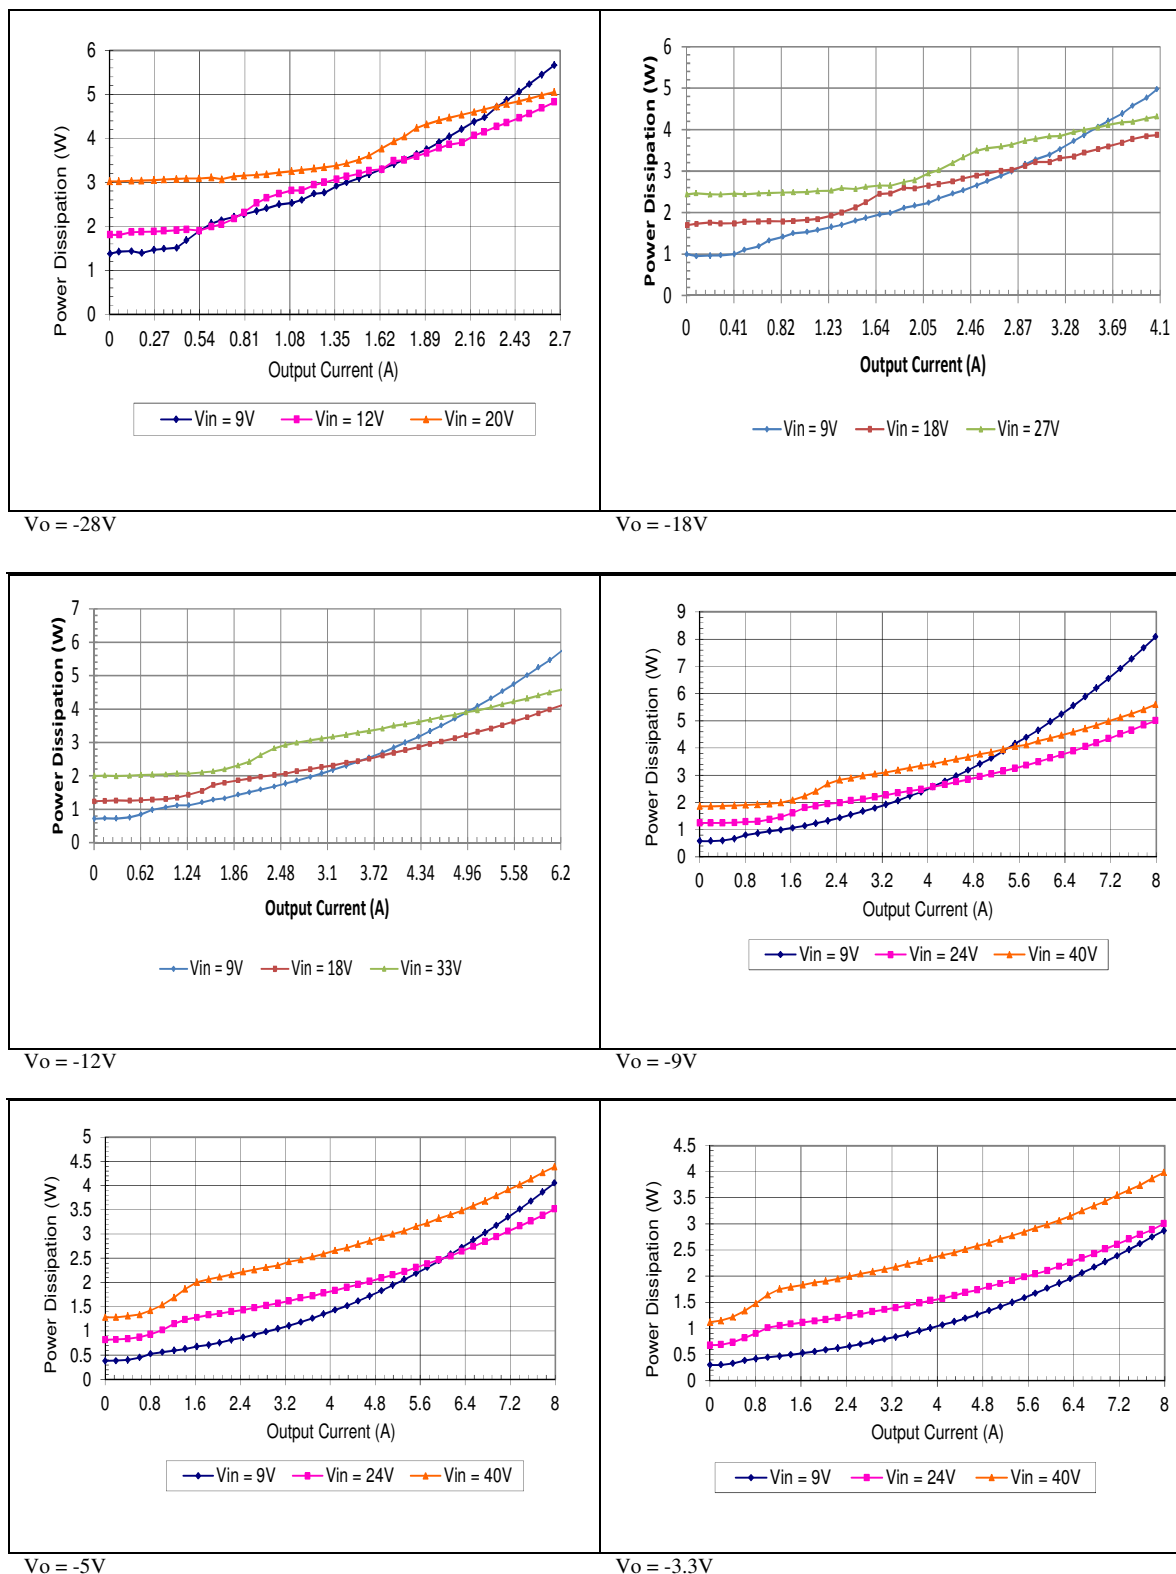 Power Dissipation (W)
6
5
4
3
2
1
0
0 0.27 0.54 0.81 1.08 1.35 1.62 1.89 2.16 2.43 2.7
Output Current (A)
Vin = 9V Vin = 12V Vin = 20V
Vo = -28V
Power Dissipation (W)
6
5
4
3
2
1
0
0 0.41 0.82 1.23 1.64 2.05 2.46 2.87 3.28 3.69 4.1
Output Current (A)
Vin = 9V Vin = 18V Vin = 27V
Vo = -18V
Power Dissipation (W)
7
6
5
4
3
2
1
0
0 0.62 1.24 1.86 2.48 3.1 3.72 4.34 4.96 5.58 6.2
Output Current (A)
Vin = 9V Vin = 18V Vin = 33V
Vo = -12V
Power Dissipation (W)
9
8
7
6
5
4
3
2
1
0
0 0.8 1.6 2.4 3.2 4 4.8 5.6 6.4 7.2 8
Output Current (A)
Vin = 9V Vin = 24V Vin = 40V
Vo = -9V
Power Dissipation (W)
5
4.5
4
3.5
3
2.5
2
1.5
1
0.5
0
0 0.8 1.6 2.4 3.2 4 4.8 5.6 6.4 7.2 8
Output Current (A)
Vin = 9V Vin = 24V Vin = 40V
Vo = -5V
Power Dissipation (W)
4.5
4
3.5
3
2.5
2
1.5
1
0.5
0
0 0.8 1.6 2.4 3.2 4 4.8 5.6 6.4 7.2 8
Output Current (A)
Vin = 9V Vin = 24V Vin = 40V
Vo = -3.3V